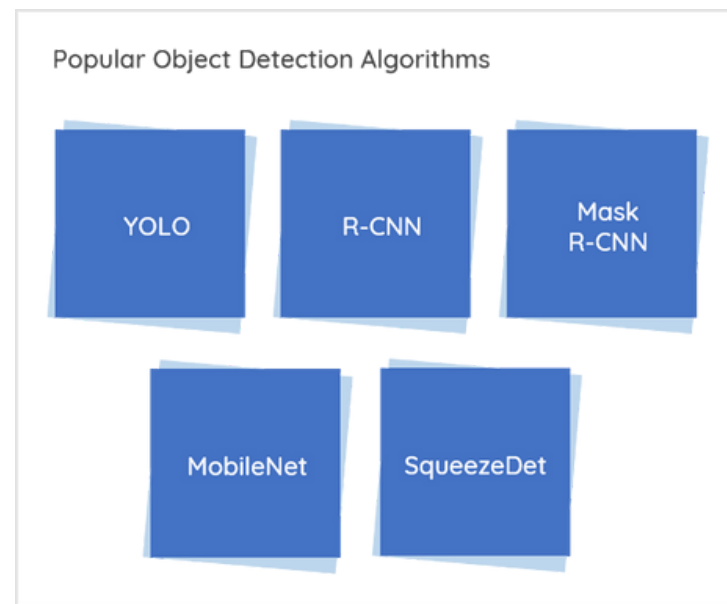 Popular Object Detection Algorithms
YOLO
R-CNN
Mask
R-CNN
MobileNet
SqueezeDet